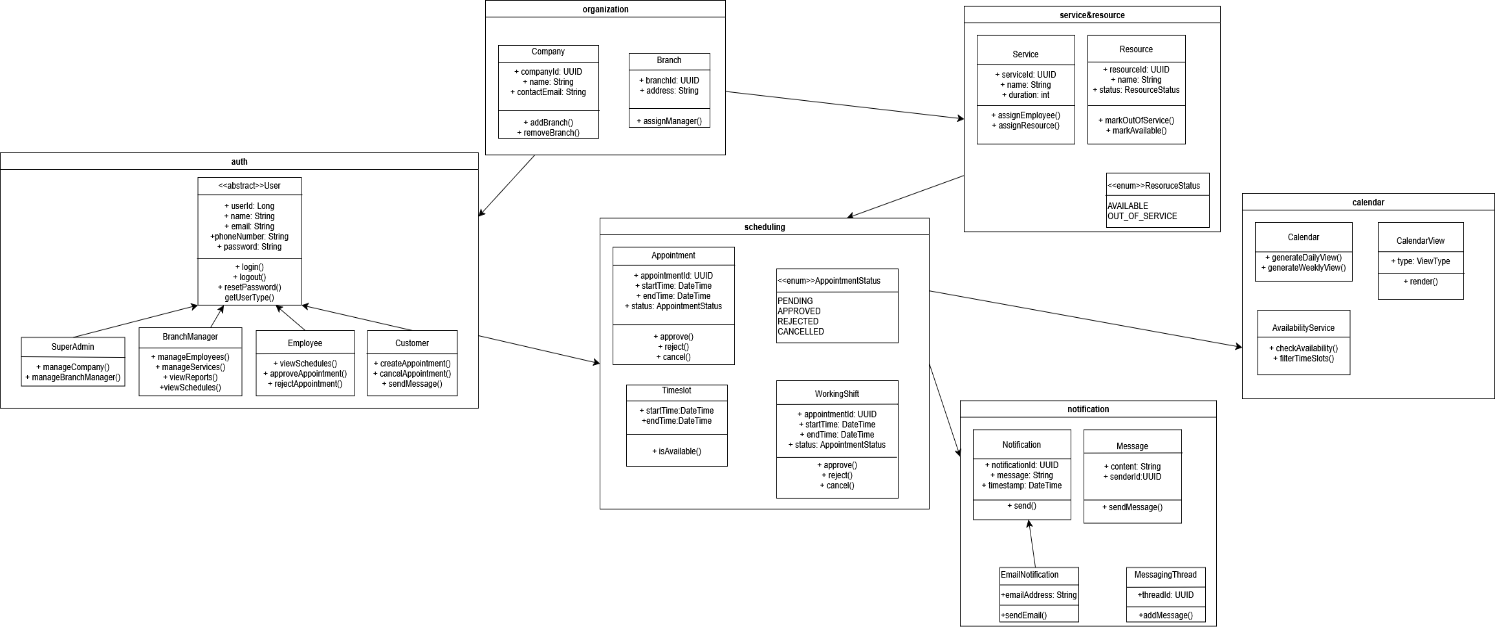 organization
Company
+ companyId: UUID
+ name: String
+ contactEmail: String
+ addBranch()
+ removeBranch()
Branch
+ branchId: UUID
+ address: String
+ assignManager()
service&resource
Service
+ serviceId: UUID
+ name: String
+ duration: int
+ assignEmployee()
+ assignResource()
Resource
+ resourceId: UUID
+ name: String
+ status: ResourceStatus
+ markOutOfService()
+ markAvailable()
<<enum>>ResoruceStatus
AVAILABLE
OUT_OF_SERVICE
auth
<<abstract>>User
+ userId: Long
+ name: String
+ email: String
+phoneNumber: String
+ password: String
+ login()
+ logout()
+ resetPassword()
getUserType()
SuperAdmin
+ manageCompany()
+ manageBranchManager()
BranchManager
+ manageEmployees()
+ manageServices()
+ viewReports()
+viewSchedules()
Employee
+ viewSchedules()
+ approveAppointment()
+ rejectAppointment()
Customer
+ createAppointment()
+ cancelAppointment()
+ sendMessage()
scheduling
Appointment
+ appointmentId: UUID
+ startTime: DateTime
+ endTime: DateTime
+ status: AppointmentStatus
+ approve()
+ reject()
+ cancel()
<<enum>>AppointmentStatus
PENDING
APPROVED
REJECTED
CANCELLED
Timeslot
+ startTime:DateTime
+endTime:DateTime
+ isAvailable()
WorkingShift
+ appointmentId: UUID
+ startTime: DateTime
+ endTime: DateTime
+ status: AppointmentStatus
+ approve()
+ reject()
+ cancel()
calendar
Calendar
+ generateDailyView()
+ generateWeeklyView()
CalendarView
+ type: ViewType
+ render()
AvailabilityService
+ checkAvailability()
+ filterTimeSlots()
notification
Notification
+ notificationId: UUID
+ message: String
+ timestamp: DateTime
+ send()
Message
+ content: String
+ senderId:UUID
+ sendMessage()
EmailNotification
+emailAddress: String
+sendEmail()
MessagingThread
+threadId: UUID
+addMessage()